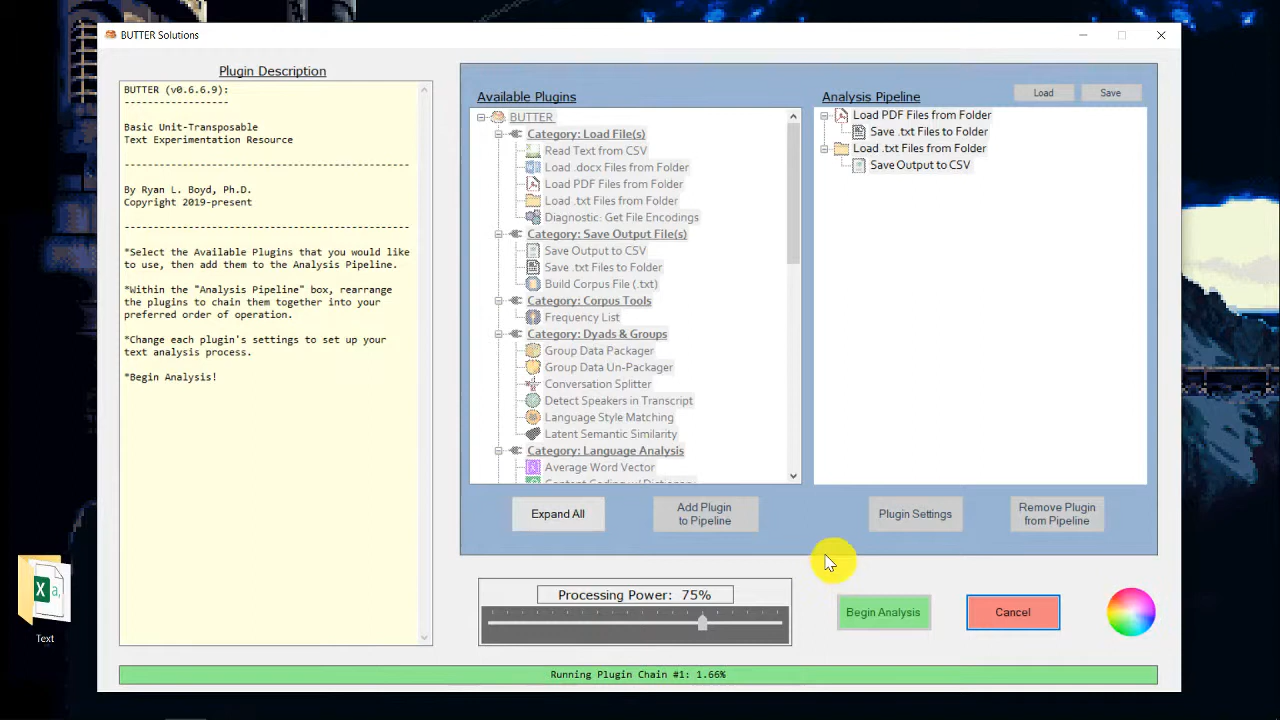 BUTTER Solutions
Plugin Description
BUTTER (v0.6.6.9):
------------------
Basic Unit-Transposable
Text Experimentation Resource
-------------------------------------------------
By Ryan L. Boyd, Ph.D.
Copyright 2019-present
-------------------------------------------------
*Select the Available Plugins that you would like
to use, then add them to the Analysis Pipeline.
*Within the "Analysis Pipeline" box, rearrange
the plugins to chain them together into your
preferred order of operation.
*Change each plugin's settings to set up your
text analysis process.
*Begin Analysis!
Available Plugins
BUTTER
Category: Load File(s)
Read Text from CSV
Load .docx Files from Folder
Load PDF Files from Folder
Load .txt Files from Folder
Diagnostic: Get File Encodings
Category: Save Output File(s)
Save Output to CSV
Save .txt Files to Folder
Build Corpus File (.txt)
Category: Corpus Tools
Frequency List
Category: Dyads & Groups
Group Data Packager
Group Data Un-Packager
Conversation Splitter
Detect Speakers in Transcript
Language Style Matching
Latent Semantic Similarity
Category: Language Analysis
Average Word Vector
Analysis Pipeline
Load
Save
Load PDF Files from Folder
Save .txt Files to Folder
Load .txt Files from Folder
Save Output to CSV
Expand All
Add Plugin
to Pipeline
Plugin Settings
Remove Plugin
from Pipeline
Processing Power: 75%
Begin Analysis
Cancel
Running Plugin Chain #1: 1.66%
Text